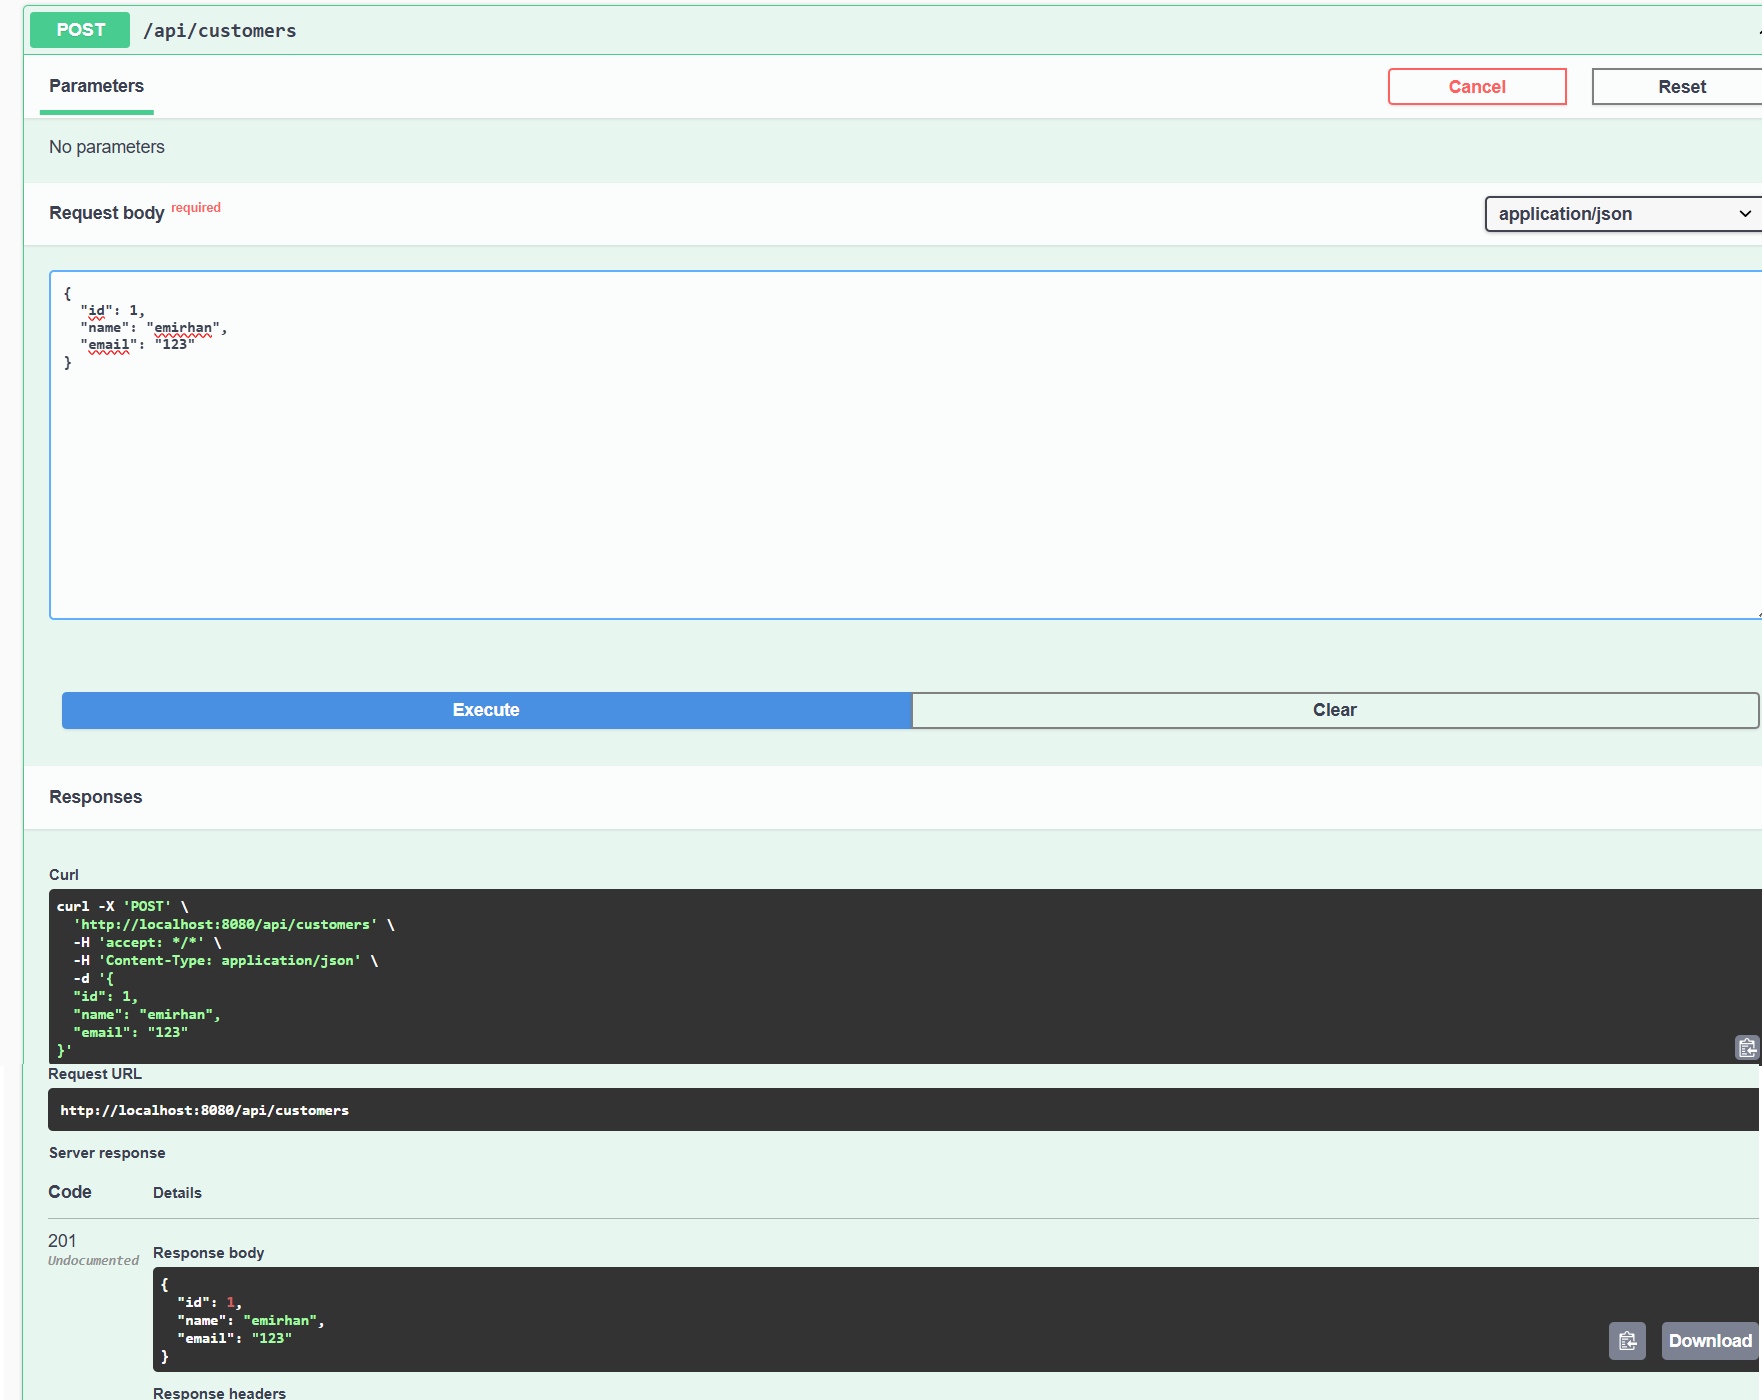 POST /api/customers
Parameters
Cancel
Reset
No parameters
Request body required
application/json
{
  "id": 1,
  "name": "emirhan",
  "email": "123"
}
Execute
Clear
Responses
Curl
curl -X 'POST' \
  'http://localhost:8080/api/customers' \
  -H 'accept: */*' \
  -H 'Content-Type: application/json' \
  -d '{
  "id": 1,
  "name": "emirhan",
  "email": "123"
}'
Request URL
http://localhost:8080/api/customers
Server response
Code Details
201
Undocumented
Response body
{
  "id": 1,
  "name": "emirhan",
  "email": "123"
}
Download
Response headers